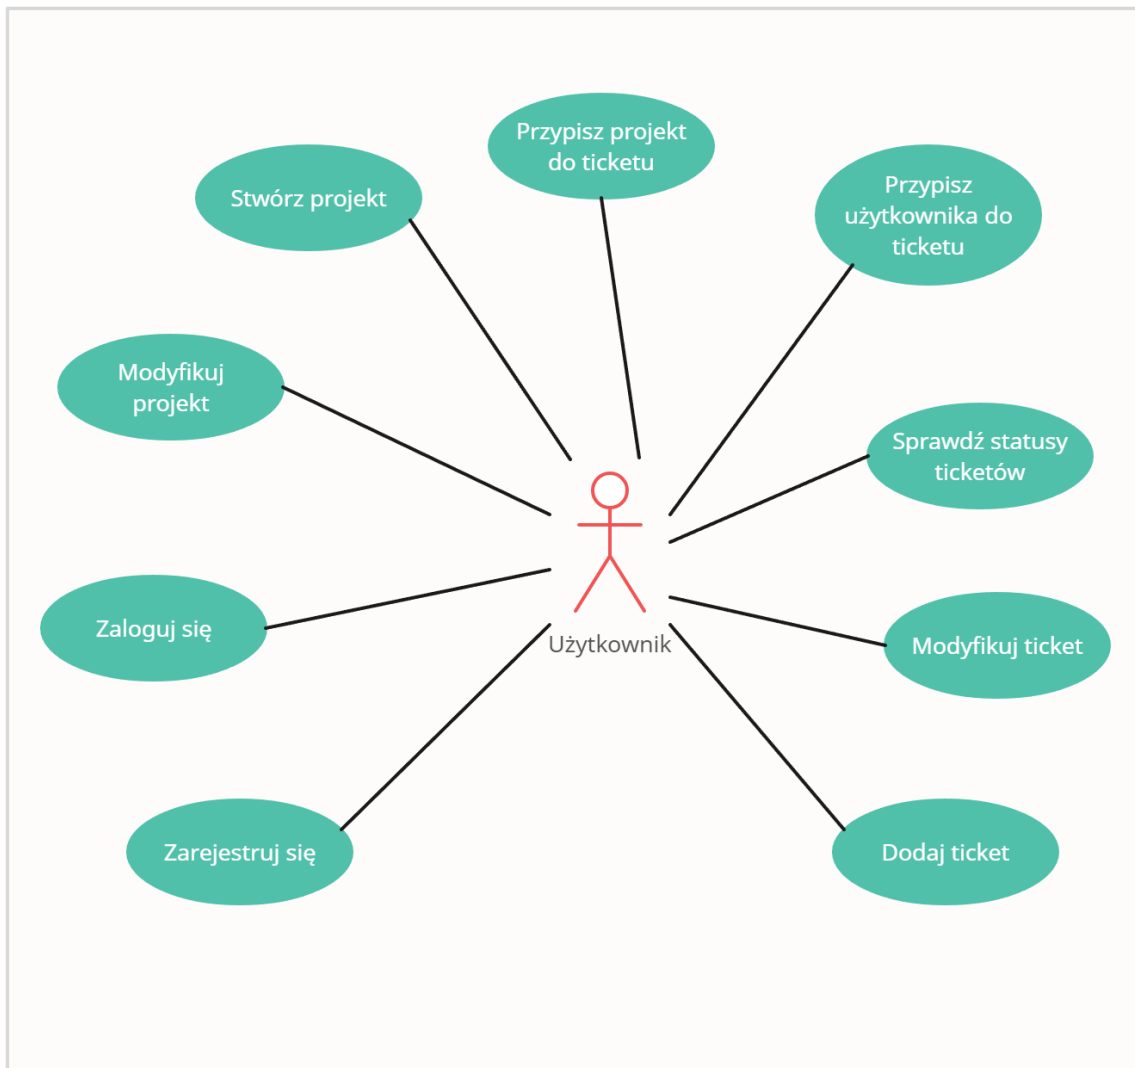 Przypisz projekt
do ticketu
Stwórz projekt
Przypisz
użytkownika do
ticketu
Modyfikuj
projekt
Sprawdź statusy
ticketów
Zaloguj się
Użytkownik
Modyfikuj ticket
Zarejestruj się
Dodaj ticket